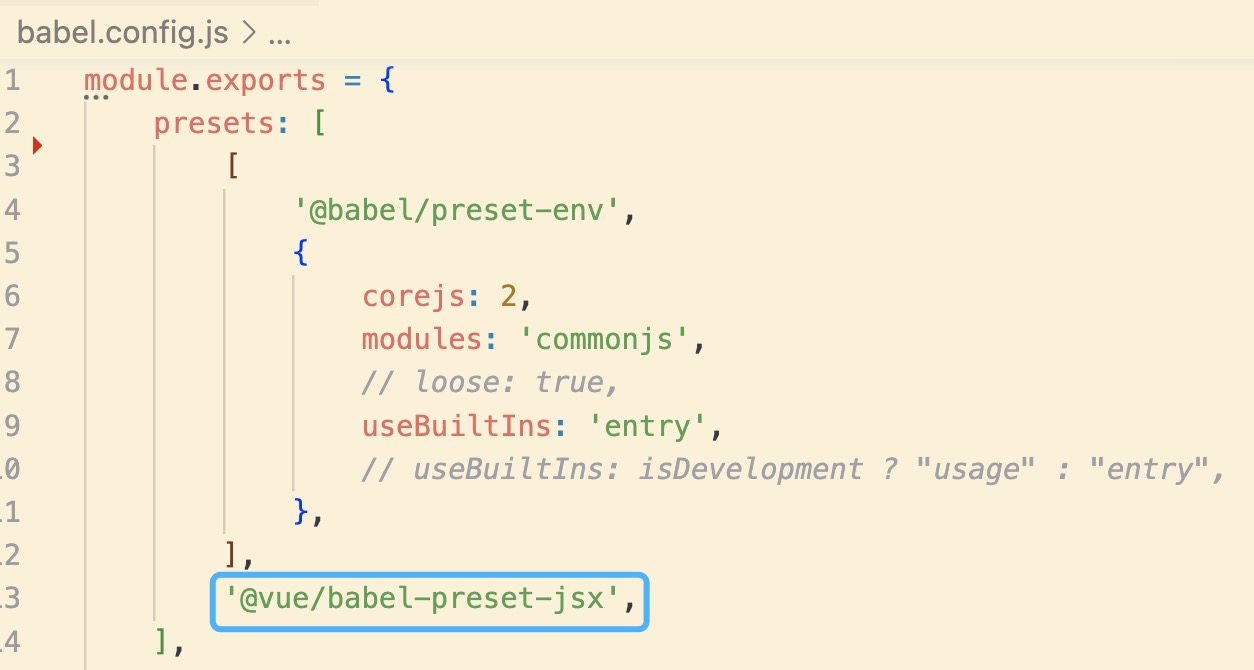 babel.config.js > ...
1 module.exports = {
2 presets: [
3 [
4 '@babel/preset-env',
5 {
6 corejs: 2,
7 modules: 'commonjs',
8 // loose: true,
9 useBuiltIns: 'entry',
10 // useBuiltIns: isDevelopment ? "usage" : "entry",
11 },
12 ],
13 '@vue/babel-preset-jsx',
14 ],